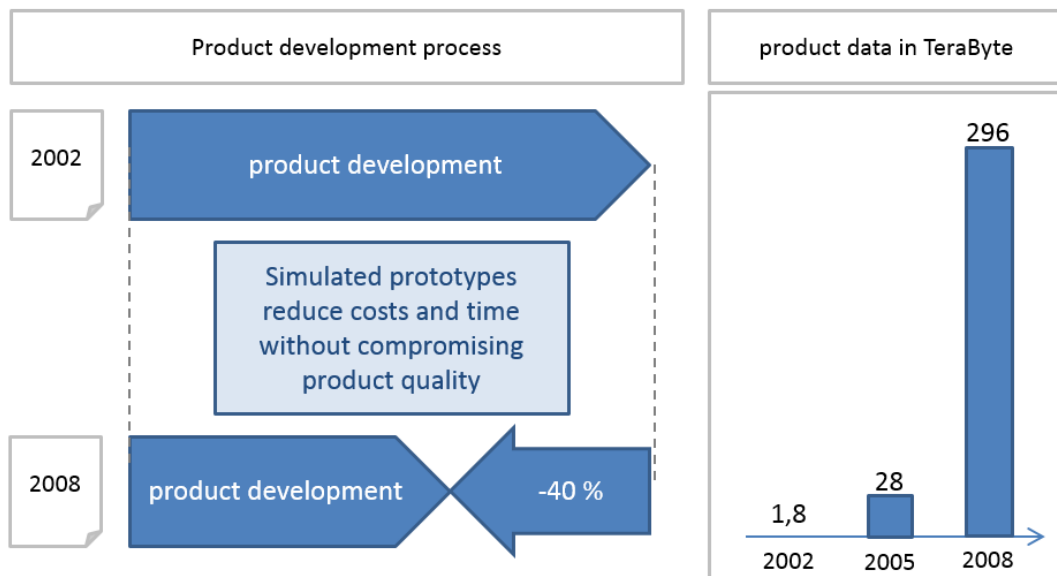 Product development process
product data in TeraByte
2002
product development
Simulated prototypes
reduce costs and time
without compromising
product quality
2008
product development
-40 %
296
28
1,8
2002
2005
2008